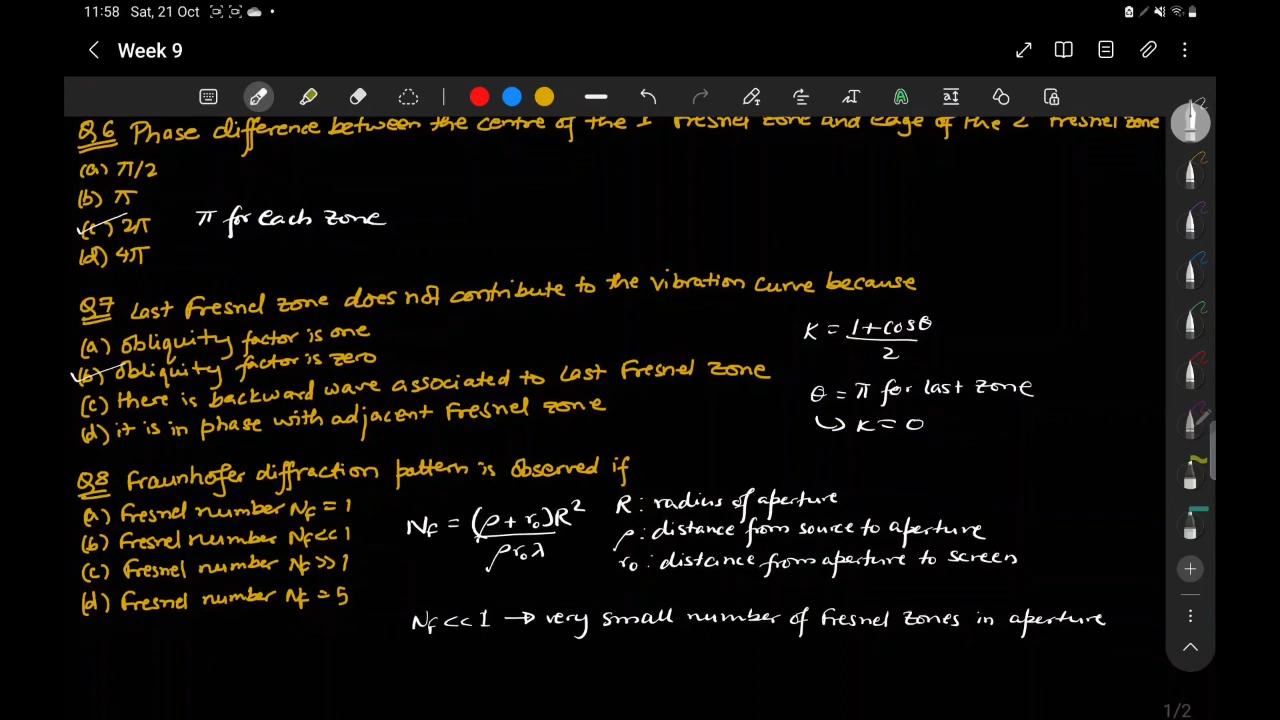 11:58 Sat, 21 Oct
Week 9
Q6 Phase difference between the centre of the 1 Fresnel zone and edge of the 2 Fresnel zone
(a) π/2
(b) π
(c) 2π
π for each zone
(d) 4π
Q7 Last Fresnel zone does not contribute to the vibration curve because
(a) obliquity factor is one
(b) obliquity factor is zero
(c) there is backward wave associated to last Fresnel zone
(d) it is in phase with adjacent Fresnel zone
K = 1+cosθ / 2
θ = π for last zone
↳ K = 0
Q8 Fraunhofer diffraction pattern is observed if
(a) Fresnel number NF = 1
(b) Fresnel number NF << 1
(c) Fresnel number NF >> 1
(d) Fresnel number NF = 5
NF = (ρ + r₀)R² / ρr₀λ
R : radius of aperture
ρ : distance from source to aperture
r₀ : distance from aperture to screen
NF << 1 → very small number of Fresnel zones in aperture
1/2